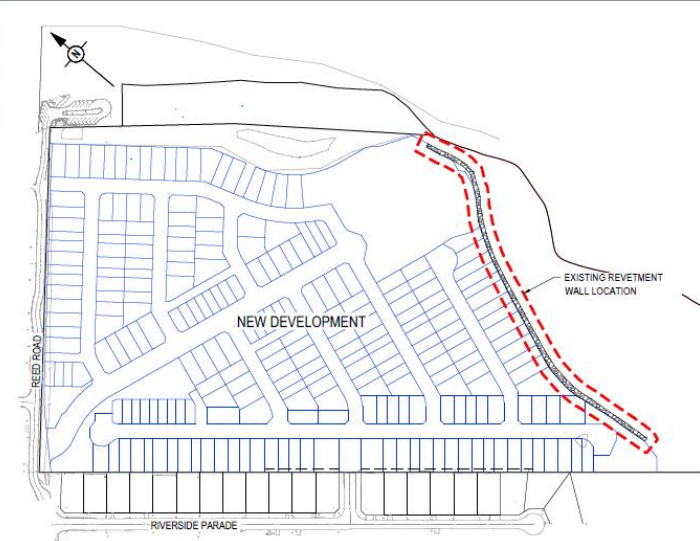 N
EXISTING REVETMENT
WALL LOCATION
NEW DEVELOPMENT
REED ROAD
RIVERSIDE PARADE